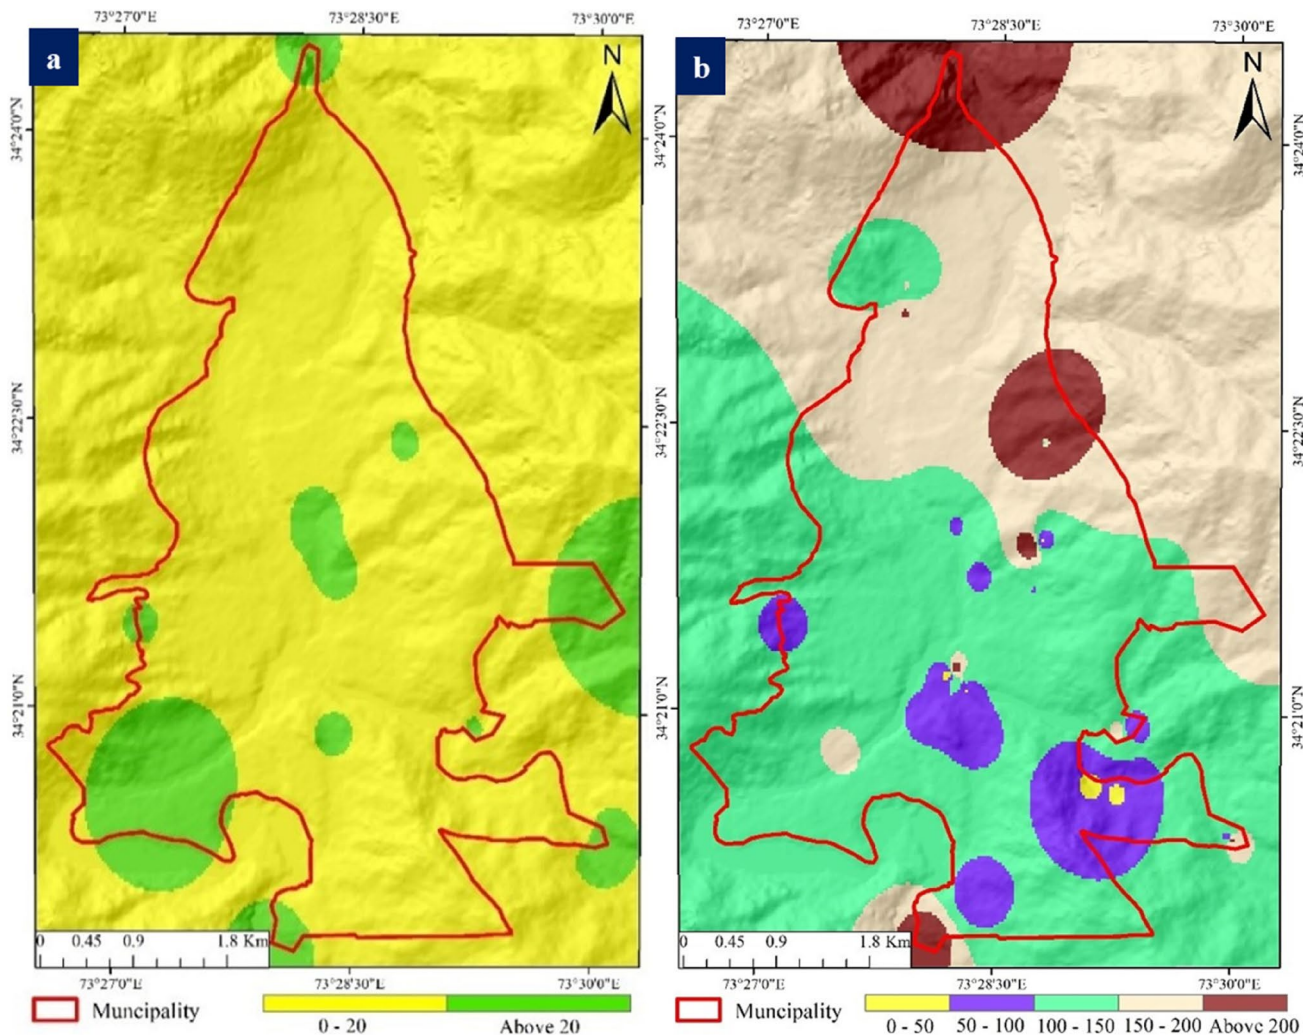 73°27'0"E 73°28'30"E 73°30'0"E
a
N
34°24'0"N 34°24'0"N
34°22'30"N 34°22'30"N
34°21'0"N 34°21'0"N
0 0.45 0.9 1.8 Km
73°27'0"E 73°28'30"E 73°30'0"E
Muncipality
0 - 20 Above 20
73°27'0"E 73°28'30"E 73°30'0"E
b
N
34°24'0"N
34°22'30"N
34°21'0"N
0 0.45 0.9 1.8 Km
73°27'0"E 73°28'30"E 73°30'0"E
Muncipality
0 - 50 50 - 100 100 - 150 150 - 200 Above 200